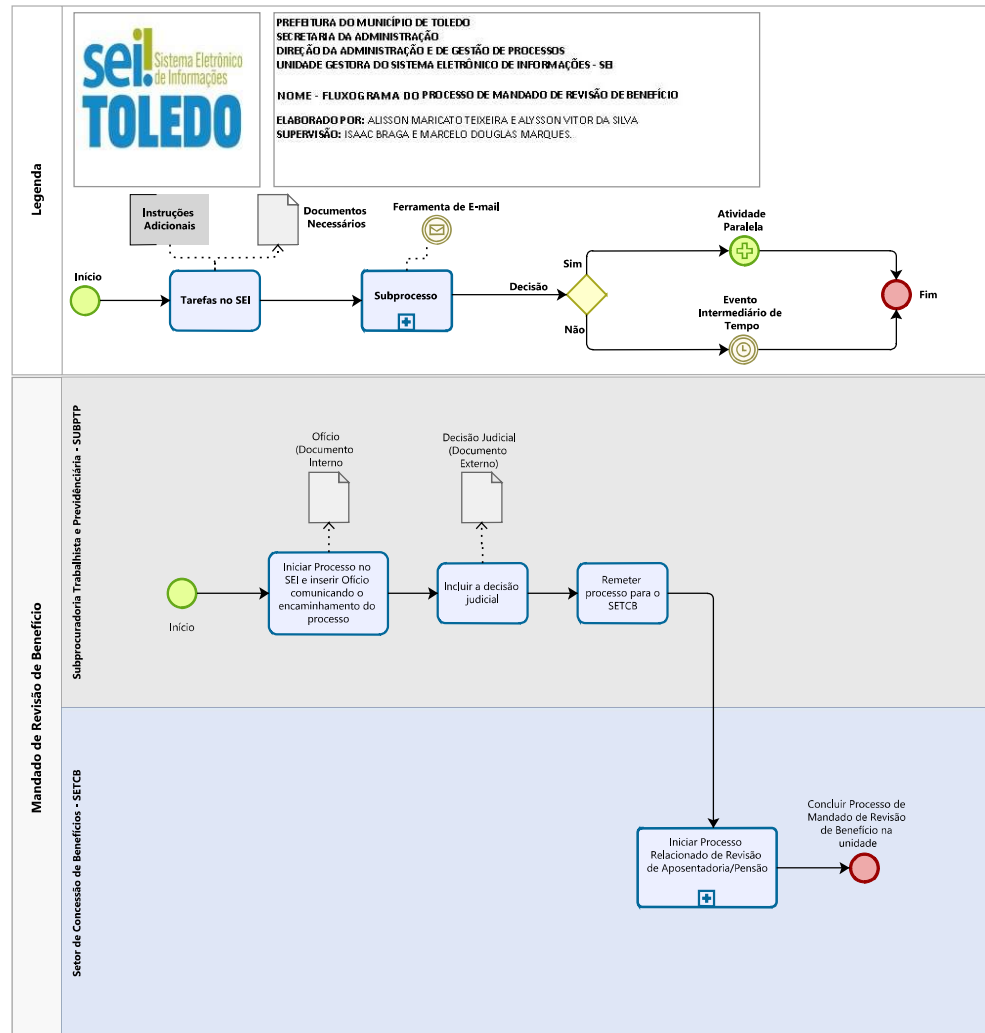 sei!
Sistema Eletrônico
de Informações
TOLEDO
PREFEITURA DO MUNICÍPIO DE TOLEDO
SECRETARIA DA ADMINISTRAÇÃO
DIREÇÃO DA ADMINISTRAÇÃO E DE GESTÃO DE PROCESSOS
UNIDADE GESTORA DO SISTEMA ELETRÔNICO DE INFORMAÇÕES - SEI
NOME - FLUXOGRAMA DO PROCESSO DE MANDADO DE REVISÃO DE BENEFÍCIO
ELABORADO POR: ALISSON MARICATO TEIXEIRA E ALYSSON VITOR DA SILVA
SUPERVISÃO: ISAAC BRAGA E MARCELO DOUGLAS MARQUES.
Legenda
Instruções
Adicionais
Documentos
Necessários
Ferramenta de E-mail
Atividade
Paralela
Início
Tarefas no SEI
Subprocesso
Decisão
Sim
Não
Evento
Intermediário de
Tempo
Fim
Mandado de Revisão de Benefício
Subprocuradoria Trabalhista e Previdênciária - SUBPTP
Ofício
(Documento
Interno
Decisão Judicial
(Documento
Externo)
Início
Iniciar Processo no
SEI e inserir Ofício
comunicando o
encaminhamento do
processo
Incluir a decisão
judicial
Remeter
processo para o
SETCB
Setor de Concessão de Benefícios - SETCB
Iniciar Processo
Relacionado de Revisão
de Aposentadoria/Pensão
Concluir Processo de
Mandado de Revisão
de Benefício na
unidade